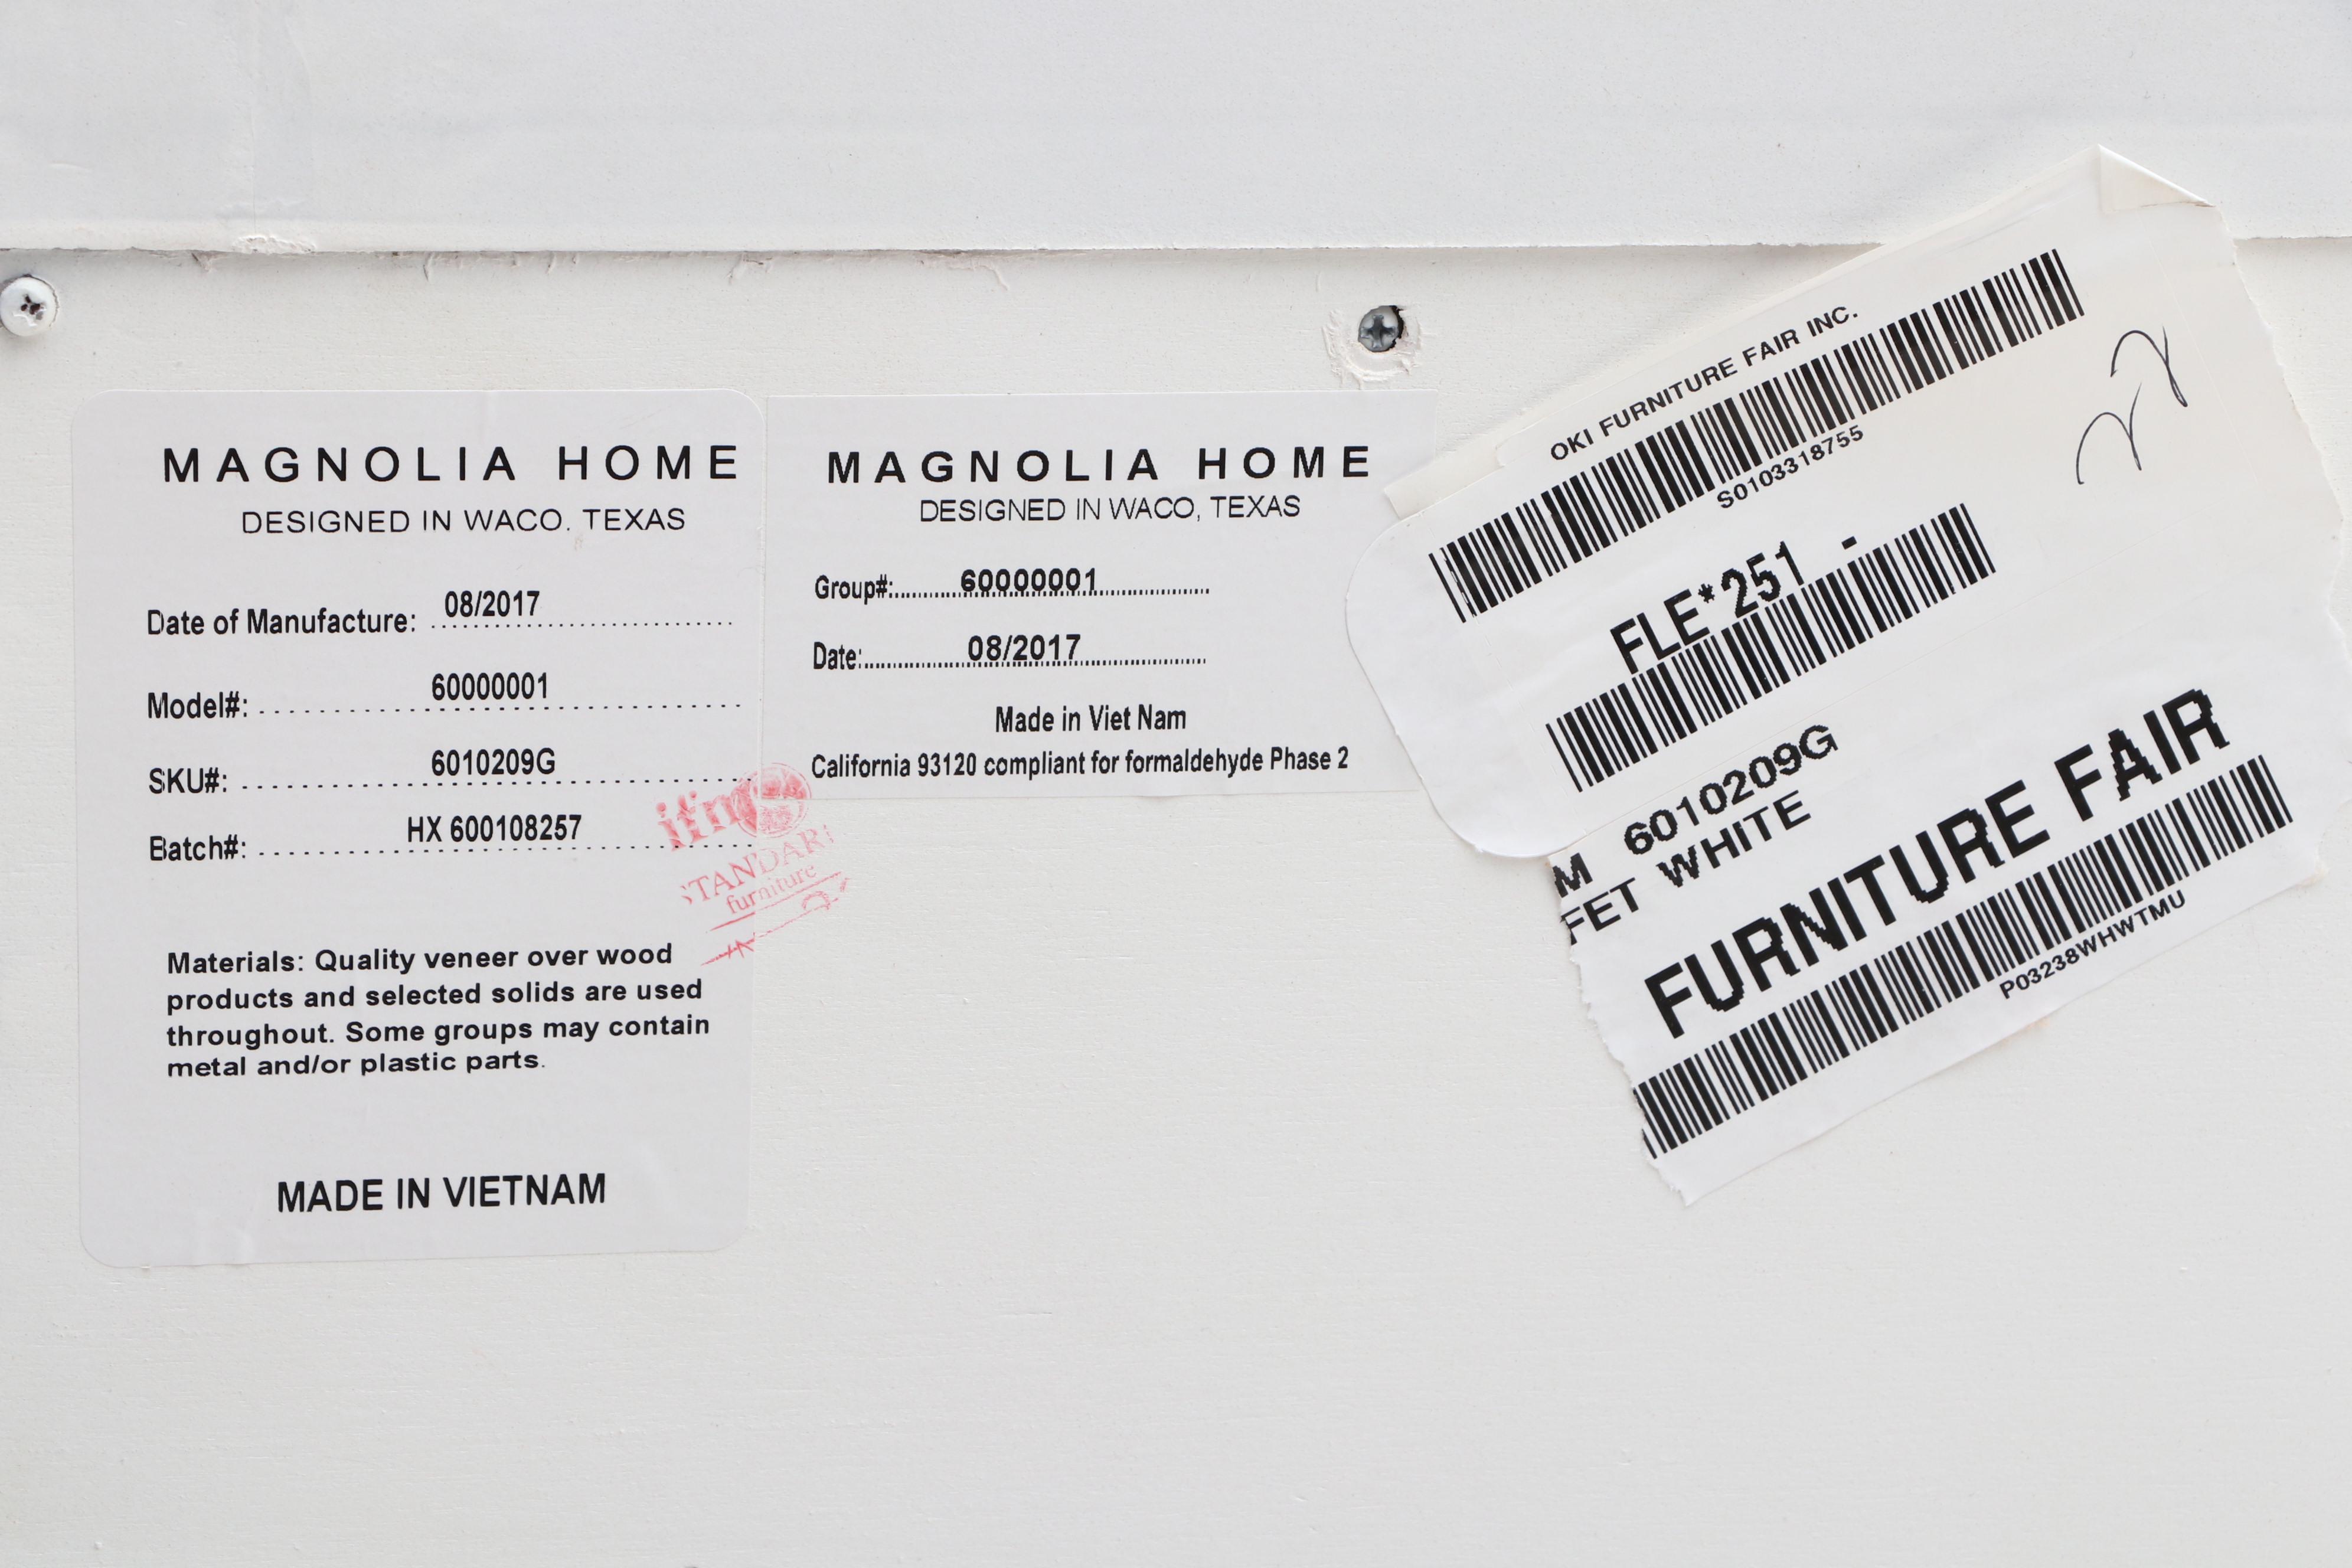 MAGNOLIA HOME
DESIGNED IN WACO, TEXAS
Date of Manufacture: 08/2017
Model#: 60000001
SKU#: 6010209G
Batch#: HX 600108257
Materials: Quality veneer over wood
products and selected solids are used
throughout. Some groups may contain
metal and/or plastic parts.
MADE IN VIETNAM
MAGNOLIA HOME
DESIGNED IN WACO, TEXAS
Group#: 60000001
Date: 08/2017
Made in Viet Nam
California 93120 compliant for formaldehyde Phase 2
STANDAR
furniture
OKI FURNITURE FAIR INC.
S0103318755
22
FLE*251 -
M 6010209G
FET WHITE
FURNITURE FAIR
P03238WHWTMU